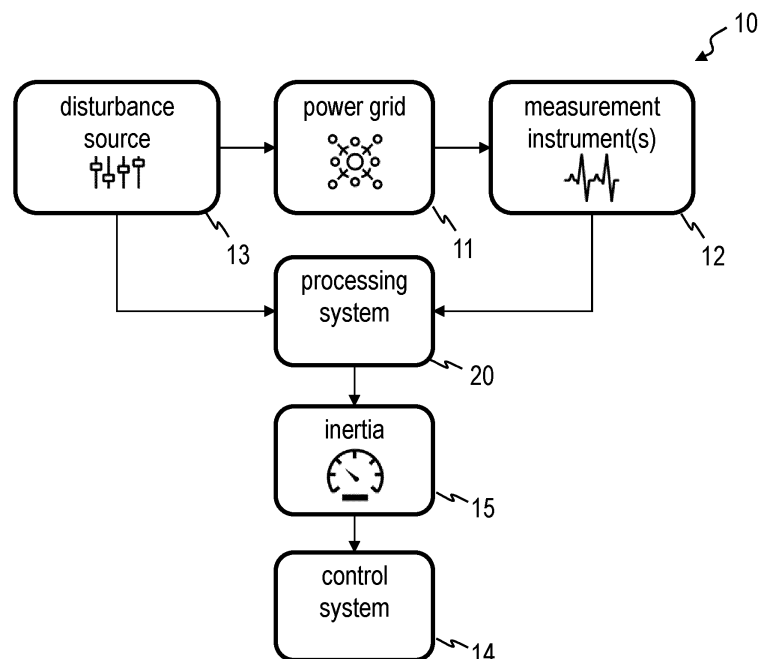 10
disturbance
source
power grid
measurement
instrument(s)
13
11
12
processing
system
20
inertia
15
control
system
14